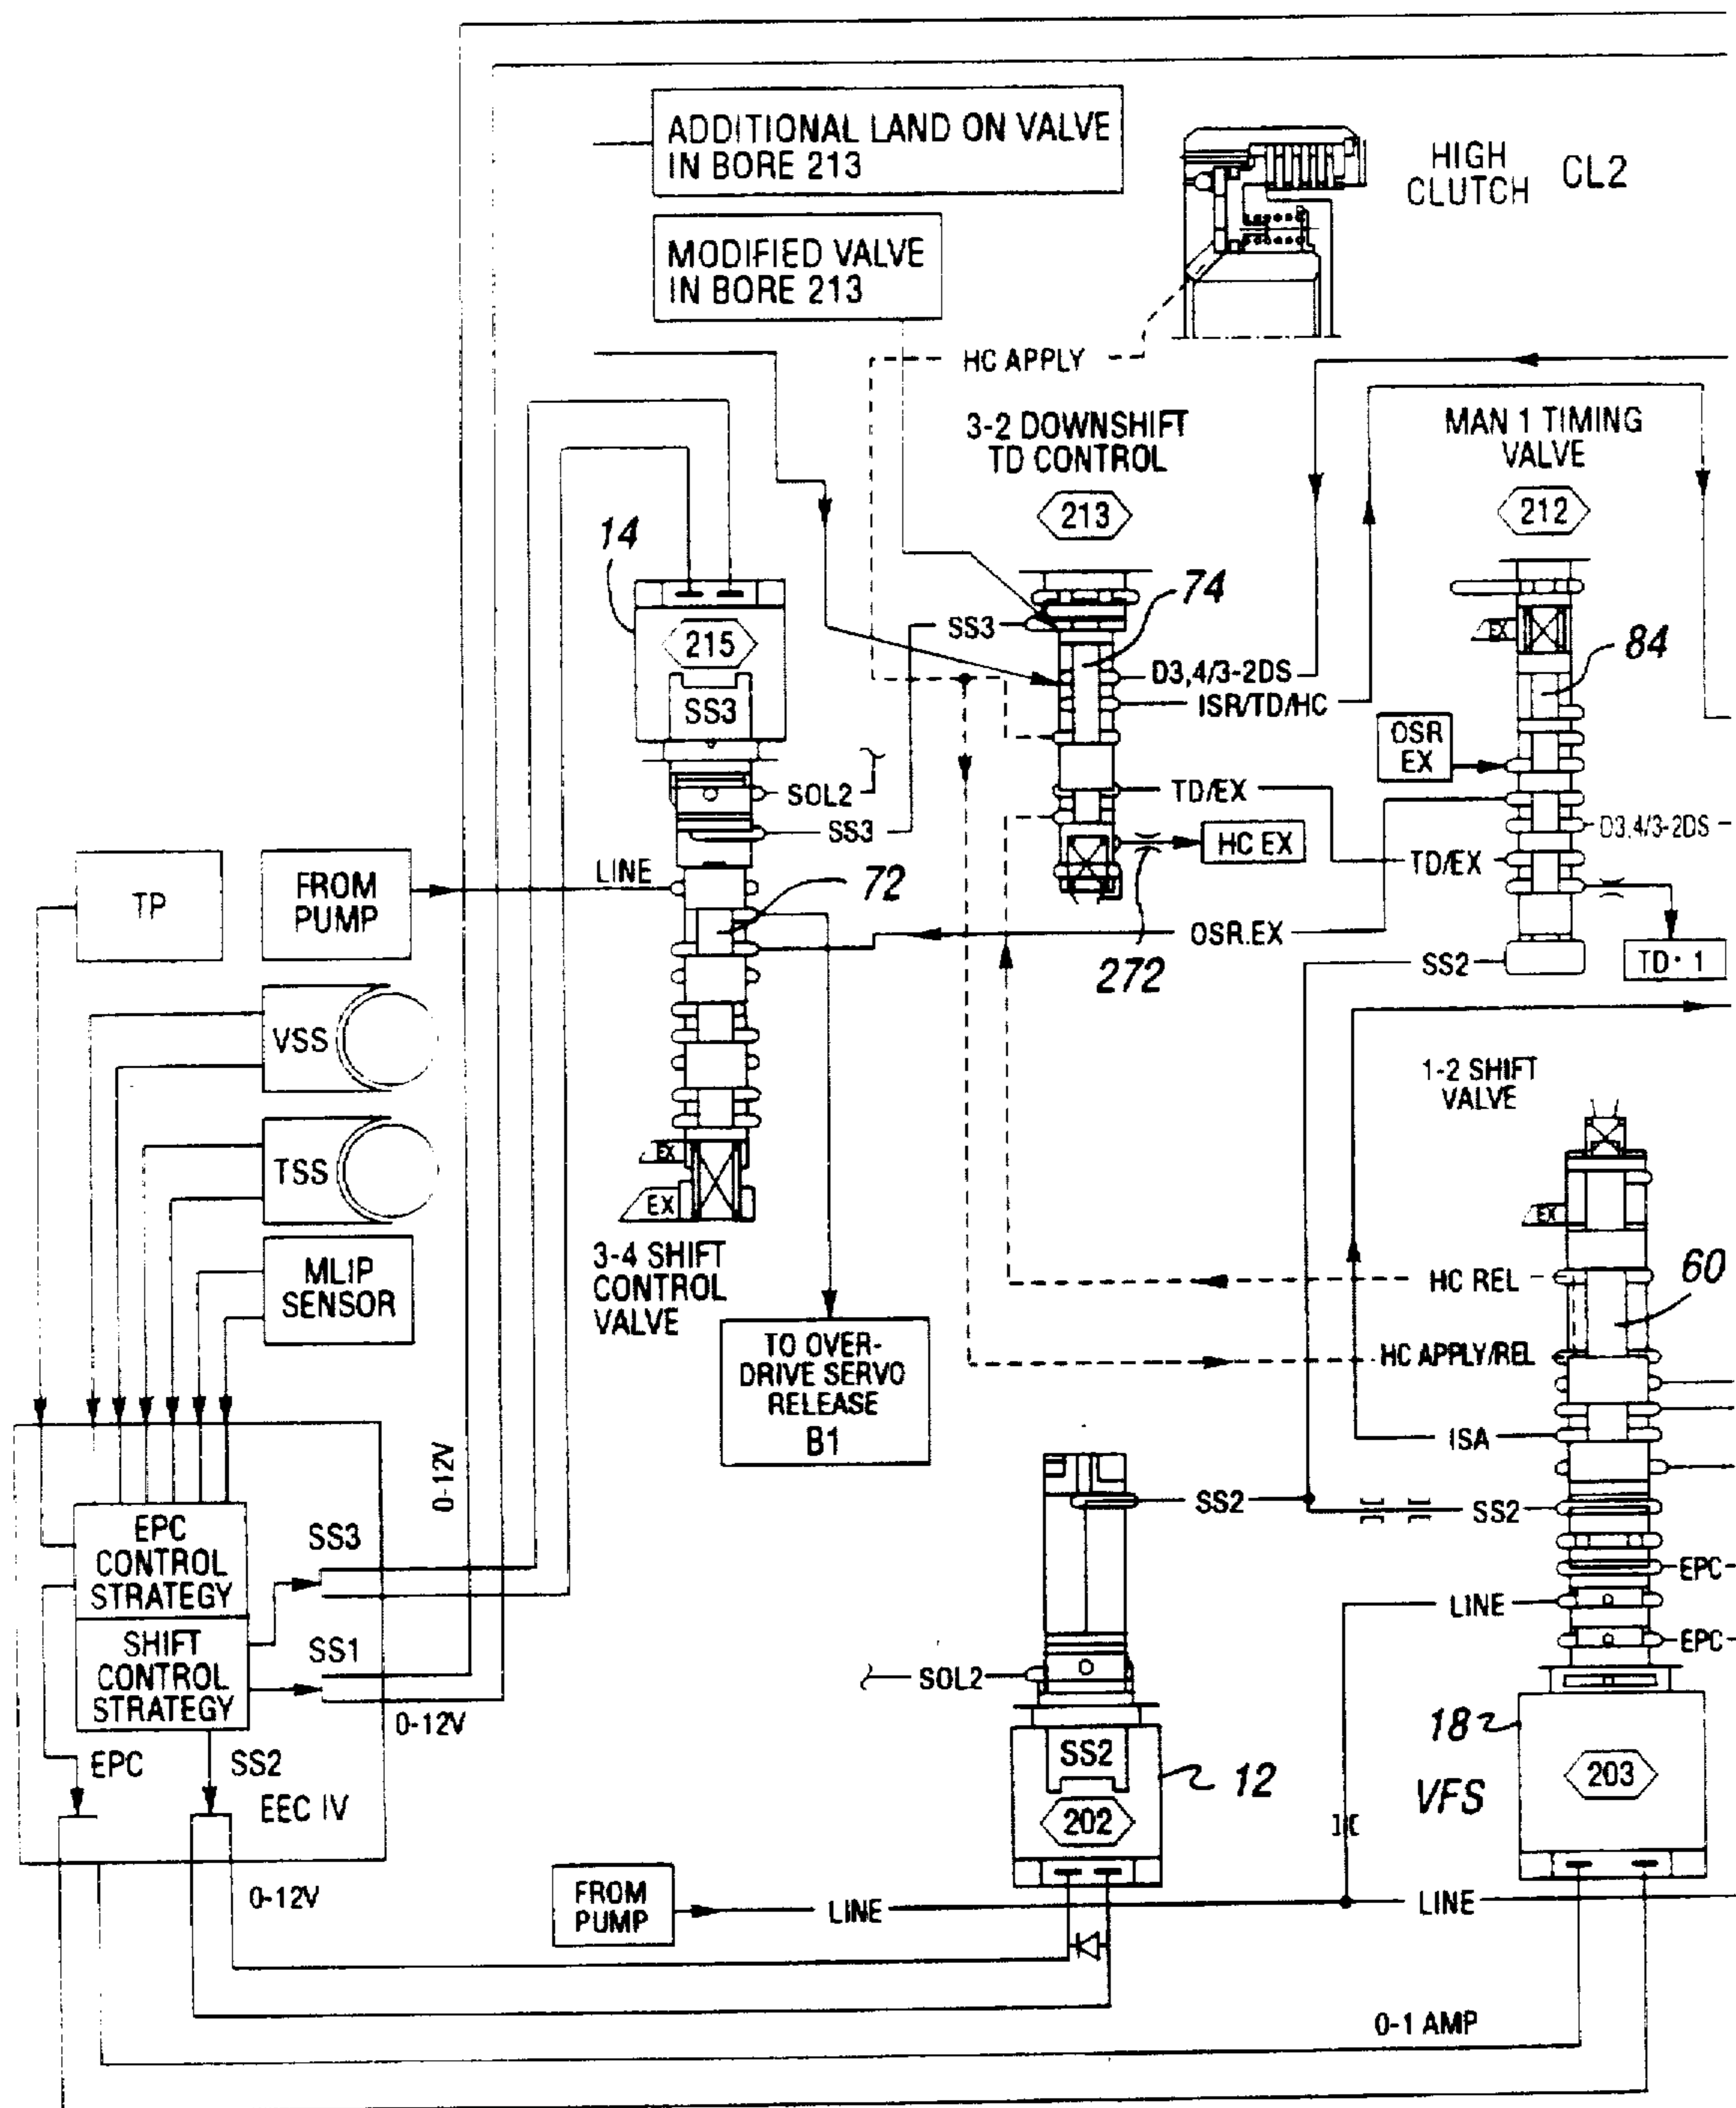 ADDITIONAL LAND ON VALVE
IN BORE 213
HIGH
CLUTCH CL2
MODIFIED VALVE
IN BORE 213
HC APPLY
3-2 DOWNSHIFT
TD CONTROL
213
MAN 1 TIMING
VALVE
212
14
215
SS3
SS3
74
D3,4/3-2DS
ISR/TD/HC
EX
84
OSR
EX
SOL2
SS3
TD/EX
HC EX
D3,4/3-2DS
TD/EX
TP
FROM
PUMP
LINE
72
OSR.EX
272
SS2
TD·1
VSS
TSS
MLIP
SENSOR
EX
EX
3-4 SHIFT
CONTROL
VALVE
1-2 SHIFT
VALVE
EX
HC REL
60
TO OVER-
DRIVE SERVO
RELEASE
B1
HC APPLY/REL
ISA
0-12V
SS2
SS2
EPC
CONTROL
STRATEGY
SS3
EPC
LINE
EPC
SHIFT
CONTROL
STRATEGY
SS1
0-12V
SOL2
EPC
SS2
EEC IV
SS2
202
12
18
VFS
203
0-12V
FROM
PUMP
LINE
LINE
0-1 AMP